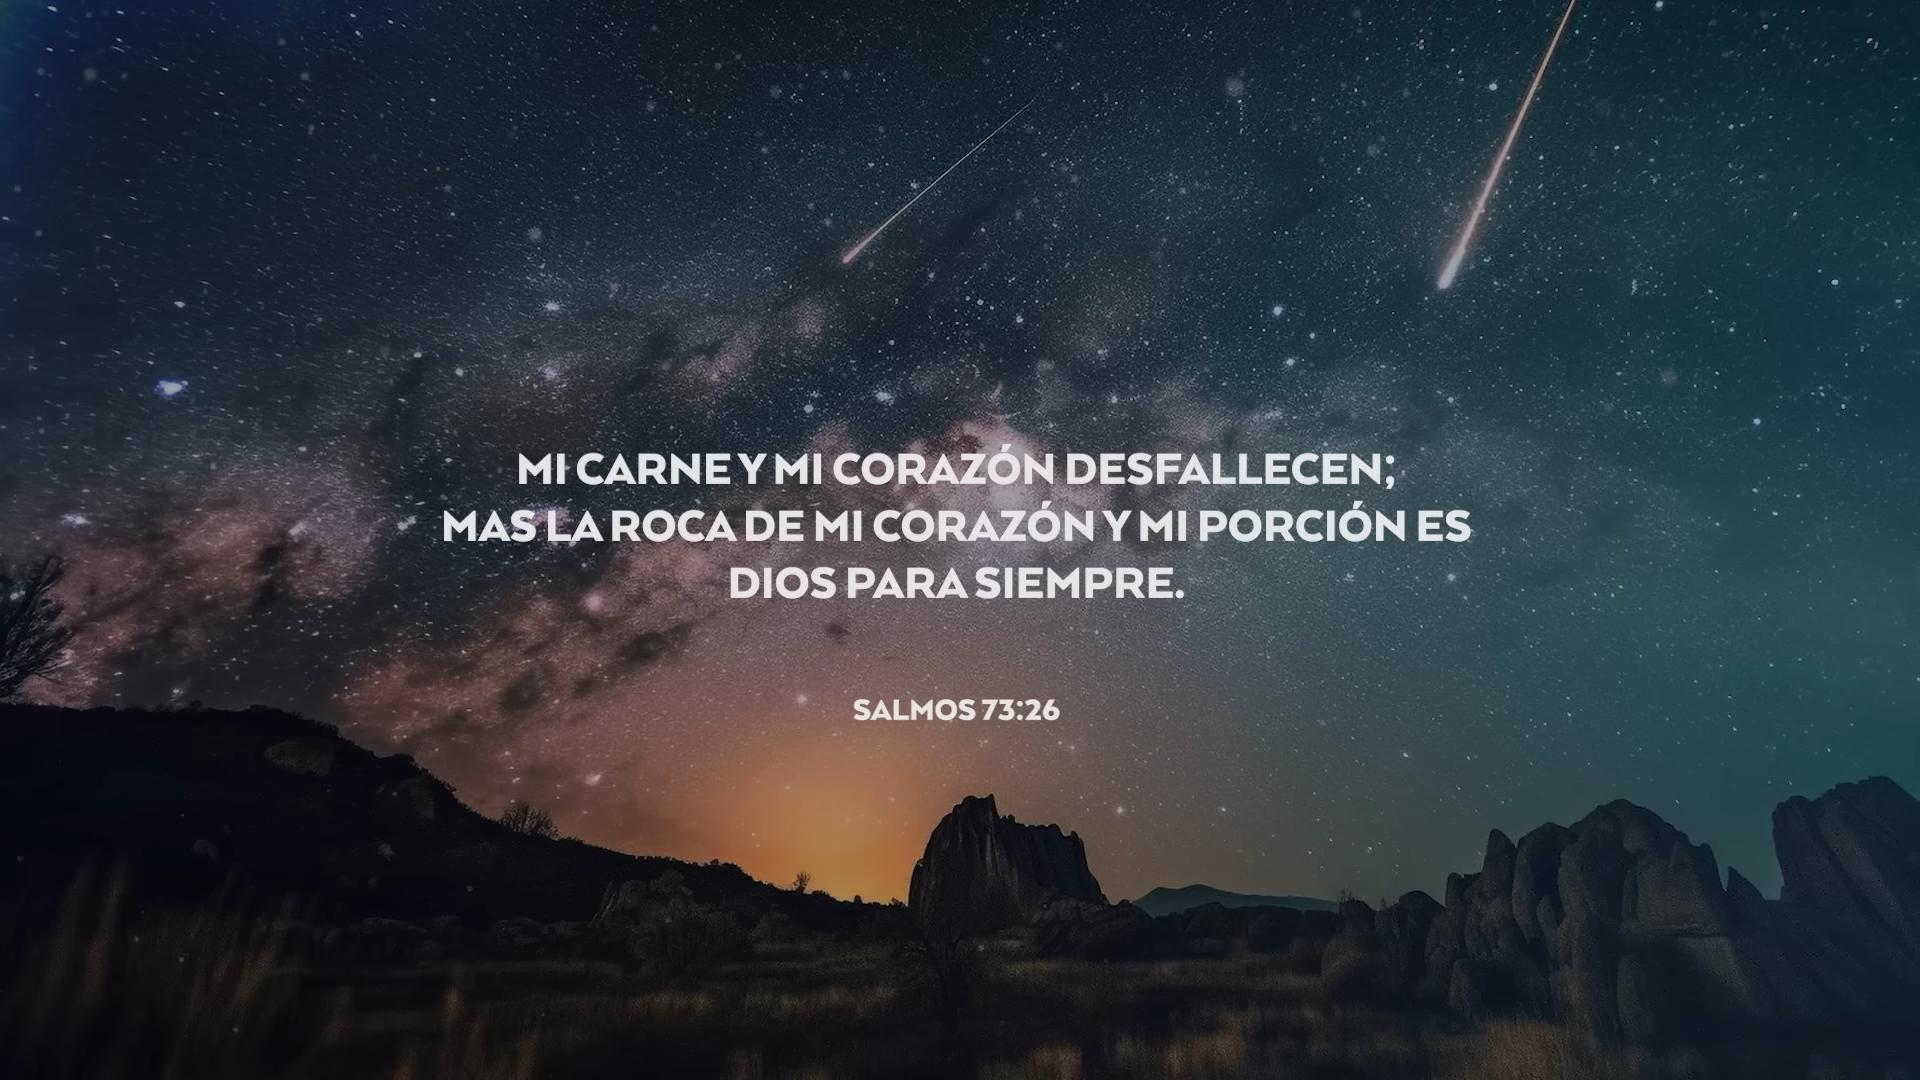 MI CARNE Y MI CORAZÓN DESFALLECEN;
MAS LA ROCA DE MI CORAZÓN Y MI PORCIÓN ES
DIOS PARA SIEMPRE.
SALMOS 73:26